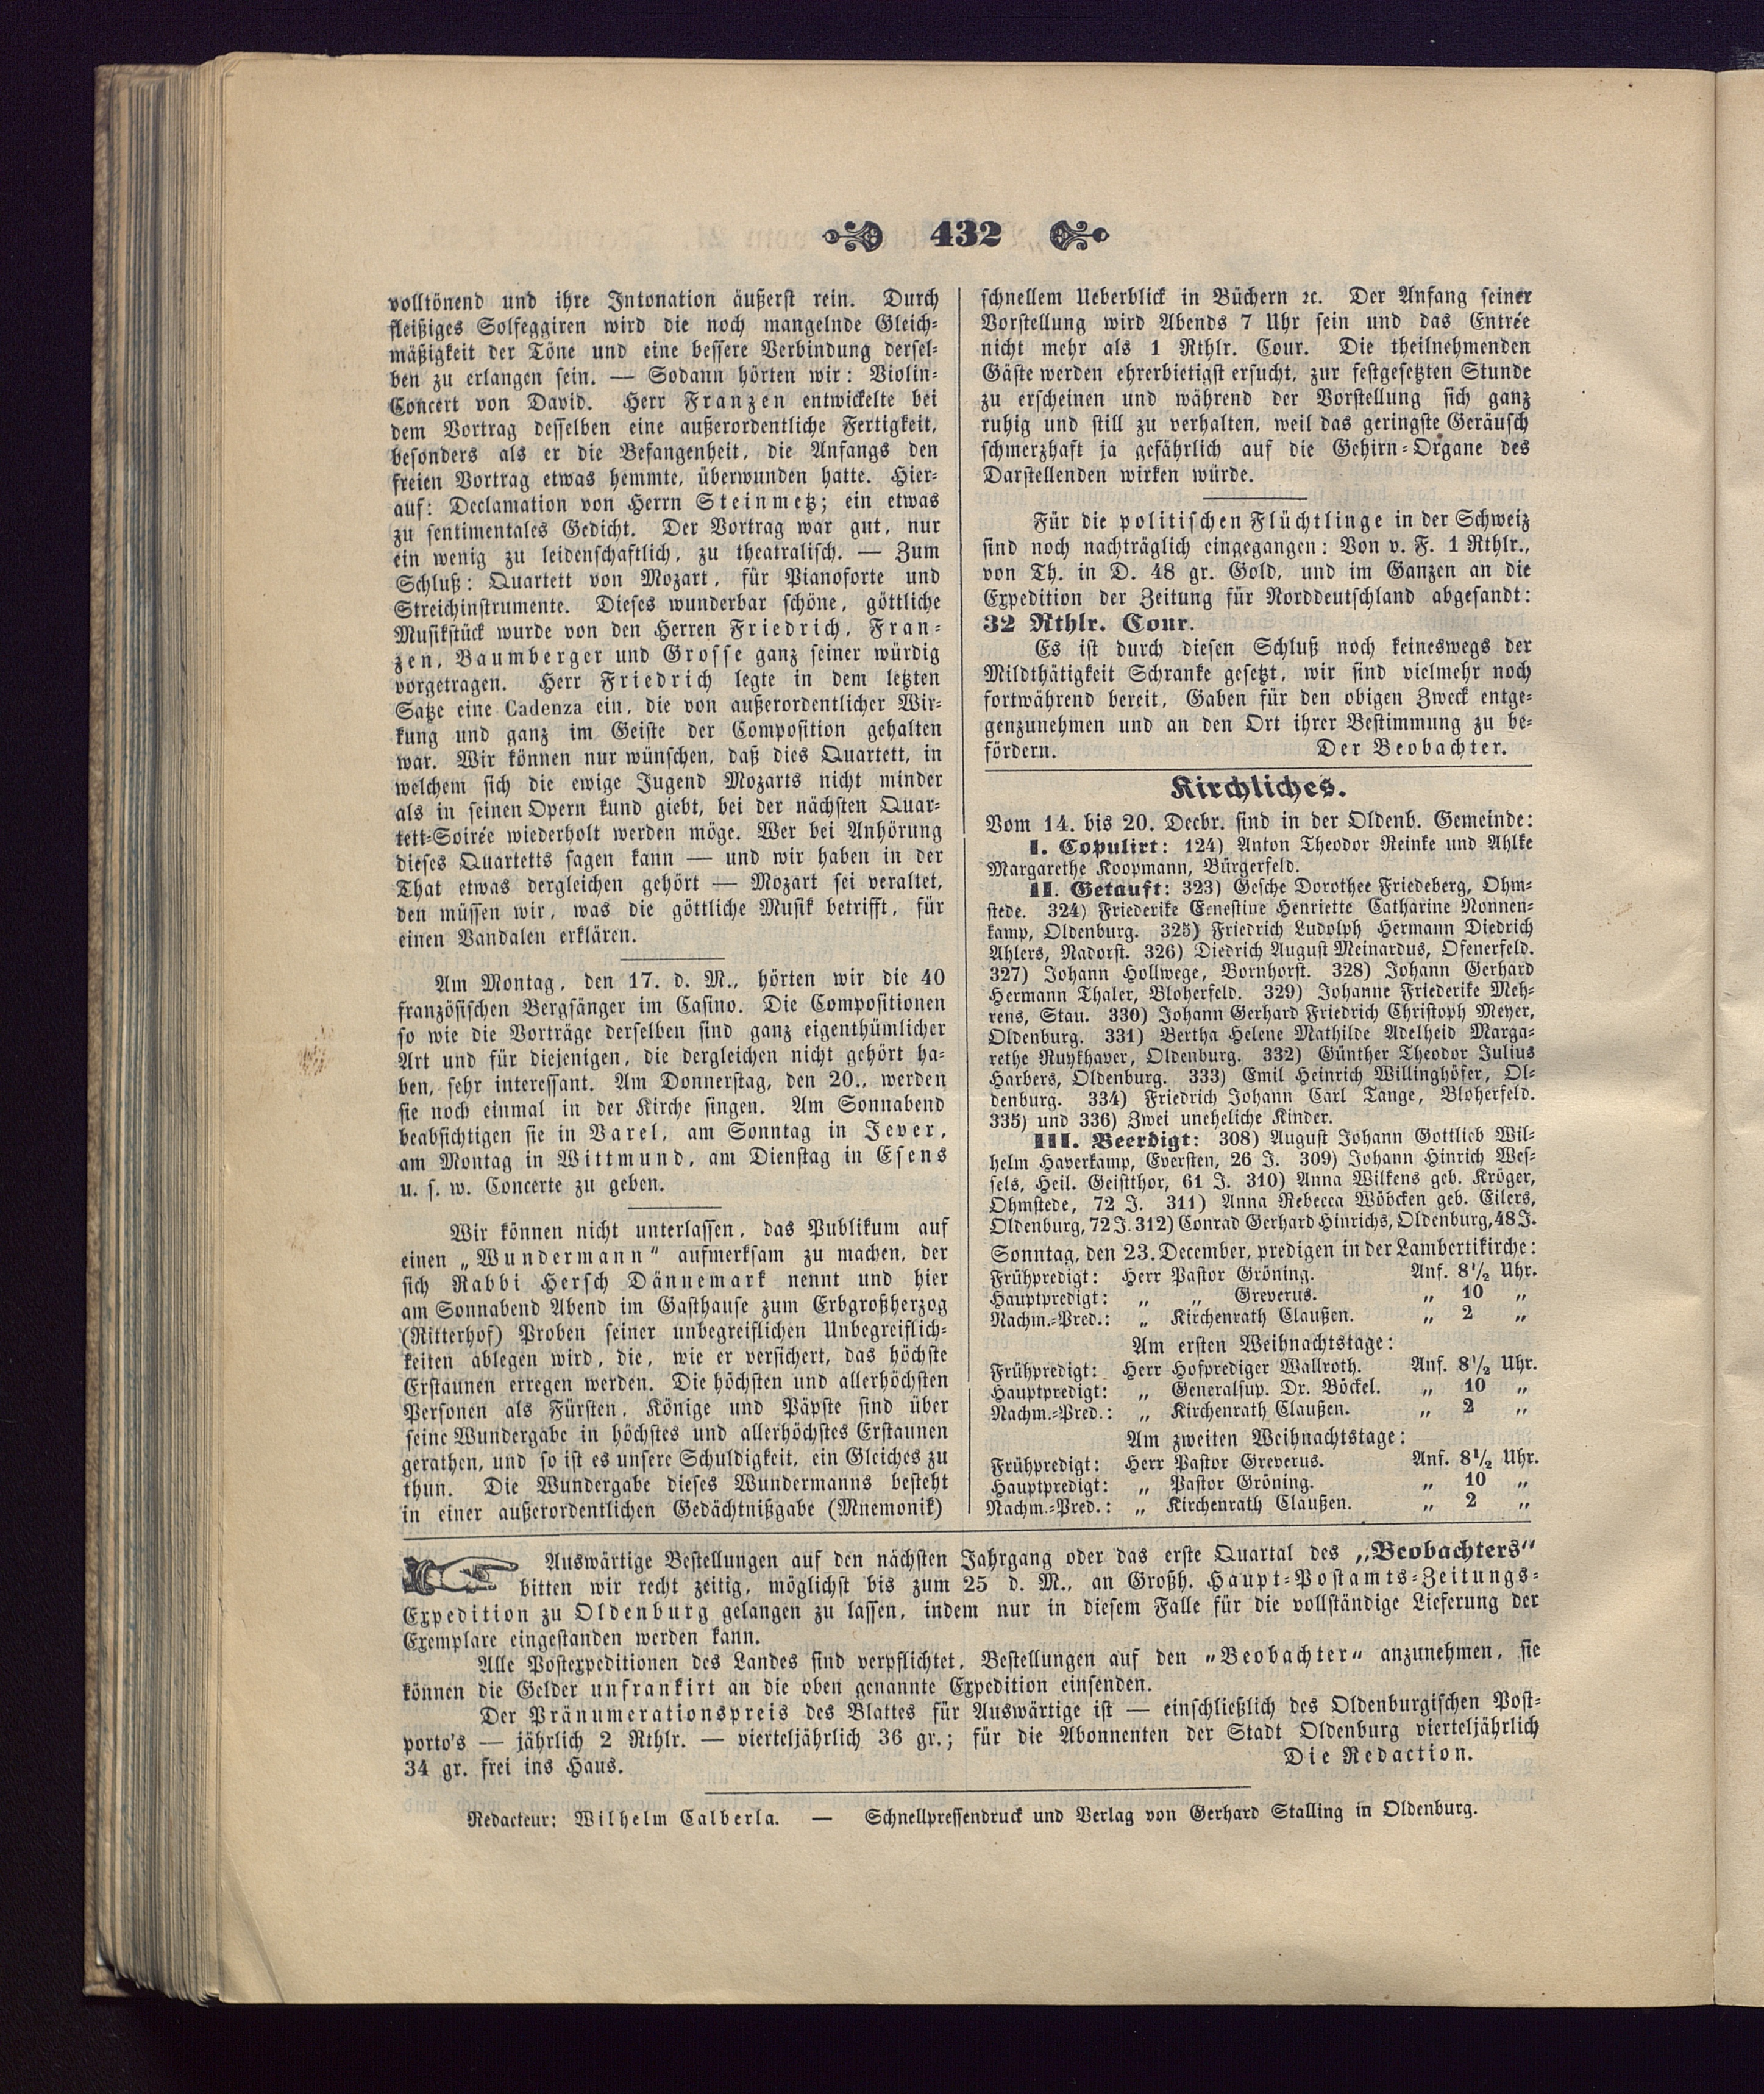 432
volltönend und ihre Intonation äußerst rein. Durch
fleißiges Solfeggiren wird die noch mangelnde Gleich-
mäßigkeit der Töne und eine bessere Verbindung dersel-
ben zu erlangen sein. — Sodann hörten wir: Violin-
Concert von David. Herr Franzen entwickelte bei
dem Vortrag desselben eine außerordentliche Fertigkeit,
besonders als er die Befangenheit, die Anfangs den
freien Vortrag etwas hemmte, überwunden hatte. Hier-
auf: Declamation von Herrn Steinmetz; ein etwas
zu sentimentales Gedicht. Der Vortrag war gut, nur
ein wenig zu leidenschaftlich, zu theatralisch. — Zum
Schluß: Quartett von Mozart, für Pianoforte und
Streichinstrumente. Dieses wunderbar schöne, göttliche
Musikstück wurde von den Herren Friedrich, Fran-
zen, Baumberger und Grosse ganz seiner würdig
vorgetragen. Herr Friedrich legte in dem letzten
Satze eine Cadenza ein, die von außerordentlicher Wir-
kung und ganz im Geiste der Composition gehalten
war. Wir können nur wünschen, daß dies Quartett, in
welchem sich die ewige Jugend Mozarts nicht minder
als in seinen Opern kund giebt, bei der nächsten Quar-
tett-Soirée wiederholt werden möge. Wer bei Anhörung
dieses Quartetts sagen kann — und wir haben in der
That etwas dergleichen gehört — Mozart sei veraltet,
den müssen wir, was die göttliche Musik betrifft, für
einen Vandalen erklären.
Am Montag, den 17. d. M., hörten wir die 40
französischen Bergsänger im Casino. Die Compositionen
so wie die Vorträge derselben sind ganz eigenthümlicher
Art und für diejenigen, die dergleichen nicht gehört ha-
ben, sehr interessant. Am Donnerstag, den 20., werden
sie noch einmal in der Kirche singen. Am Sonnabend
beabsichtigen sie in Varel, am Sonntag in Jever,
am Montag in Wittmund, am Dienstag in Esens
u. s. w. Concerte zu geben.
Wir können nicht unterlassen, das Publikum auf
einen „Wundermann“ aufmerksam zu machen, der
sich Rabbi Hersch Dännemark nennt und hier
am Sonnabend Abend im Gasthause zum Erbgroßherzog
(Ritterhof) Proben seiner unbegreiflichen Unbegreiflich-
keiten ablegen wird, die, wie er versichert, das höchste
Erstaunen erregen werden. Die höchsten und allerhöchsten
Personen als Fürsten, Könige und Päpste sind über
seine Wundergabe in höchstes und allerhöchstes Erstaunen
gerathen, und so ist es unsere Schuldigkeit, ein Gleiches zu
thun. Die Wundergabe dieses Wundermanns besteht
in einer außerordentlichen Gedächtnißgabe (Mnemonik)
schnellem Ueberblick in Büchern ꝛc. Der Anfang seiner
Vorstellung wird Abends 7 Uhr sein und das Entrée
nicht mehr als 1 Rthlr. Cour. Die theilnehmenden
Gäste werden ehrerbietigst ersucht, zur festgesetzten Stunde
zu erscheinen und während der Vorstellung sich ganz
ruhig und still zu verhalten, weil das geringste Geräusch
schmerzhaft ja gefährlich auf die Gehirn-Organe des
Darstellenden wirken würde.
Für die politischen Flüchtlinge in der Schweiz
sind noch nachträglich eingegangen: Von v. F. 1 Rthlr.,
von Th. in D. 48 gr. Gold, und im Ganzen an die
Expedition der Zeitung für Norddeutschland abgesandt:
32 Rthlr. Cour.
Es ist durch diesen Schluß noch keineswegs der
Mildthätigkeit Schranke gesetzt, wir sind vielmehr noch
fortwährend bereit, Gaben für den obigen Zweck entge-
genzunehmen und an den Ort ihrer Bestimmung zu be-
fördern. Der Beobachter.
Kirchliches.
Vom 14. bis 20. Decbr. sind in der Oldenb. Gemeinde:
I. Copulirt: 124) Anton Theodor Reinke und Ahlke
Margarethe Koopmann, Bürgerfeld.
II. Getauft: 323) Gesche Dorothee Friedeberg, Ohm-
stede. 324) Friederike Ernestine Henriette Catharine Nonnen-
kamp, Oldenburg. 325) Friedrich Ludolph Hermann Diedrich
Ahlers, Nadorst. 326) Diedrich August Meinardus, Ofenerfeld.
327) Johann Hollwege, Bornhorst. 328) Johann Gerhard
Hermann Thaler, Bloherfeld. 329) Johanne Friederike Meh-
rens, Stau. 330) Johann Gerhard Friedrich Christoph Meyer,
Oldenburg. 331) Bertha Helene Mathilde Adelheid Marga-
rethe Ruykhaver, Oldenburg. 332) Günther Theodor Julius
Harbers, Oldenburg. 333) Emil Heinrich Willinghöfer, Ol-
denburg. 334) Friedrich Johann Carl Tange, Bloherfeld.
335) und 336) Zwei uneheliche Kinder.
III. Beerdigt: 308) August Johann Gottlieb Wil-
helm Haverkamp, Eversten, 26 J. 309) Johann Hinrich Wes-
sels, Heil. Geistthor, 61 J. 310) Anna Wilkens geb. Kröger,
Ohmstede, 72 J. 311) Anna Rebecca Wöbcken geb. Eilers,
Oldenburg, 72 J. 312) Conrad Gerhard Hinrichs, Oldenburg, 48 J.
Sonntag, den 23. December, predigen in der Lambertikirche:
Frühpredigt: Herr Pastor Gröning. Anf. 8½ Uhr.
Hauptpredigt: „ „ Greverus. „ 10 „
Nachm.-Pred.: „ Kirchenrath Claußen. „ 2 „
Am ersten Weihnachtstage:
Frühpredigt: Herr Hofprediger Wallroth. Anf. 8½ Uhr.
Hauptpredigt: „ Generalsup. Dr. Böckel. „ 10 „
Nachm.-Pred.: „ Kirchenrath Claußen. „ 2 „
Am zweiten Weihnachtstage:
Frühpredigt: Herr Pastor Greverus. Anf. 8½ Uhr.
Hauptpredigt: „ Pastor Gröning. „ 10 „
Nachm.-Pred.: „ Kirchenrath Claußen. „ 2 „
Auswärtige Bestellungen auf den nächsten Jahrgang oder das erste Quartal des „Beobachters“
bitten wir recht zeitig, möglichst bis zum 25 d. M., an Großh. Haupt-Postamts-Zeitungs-
Expedition zu Oldenburg gelangen zu lassen, indem nur in diesem Falle für die vollständige Lieferung der
Exemplare eingestanden werden kann.
Alle Postexpeditionen des Landes sind verpflichtet, Bestellungen auf den „Beobachter“ anzunehmen, sie
können die Gelder unfrankirt an die oben genannte Expedition einsenden.
Der Pränumerationspreis des Blattes für Auswärtige ist — einschließlich des Oldenburgischen Post-
porto's — jährlich 2 Rthlr. — vierteljährlich 36 gr.; für die Abonnenten der Stadt Oldenburg vierteljährlich
34 gr. frei ins Haus. Die Redaction.
Redacteur: Wilhelm Calberla. — Schnellpressendruck und Verlag von Gerhard Stalling in Oldenburg.